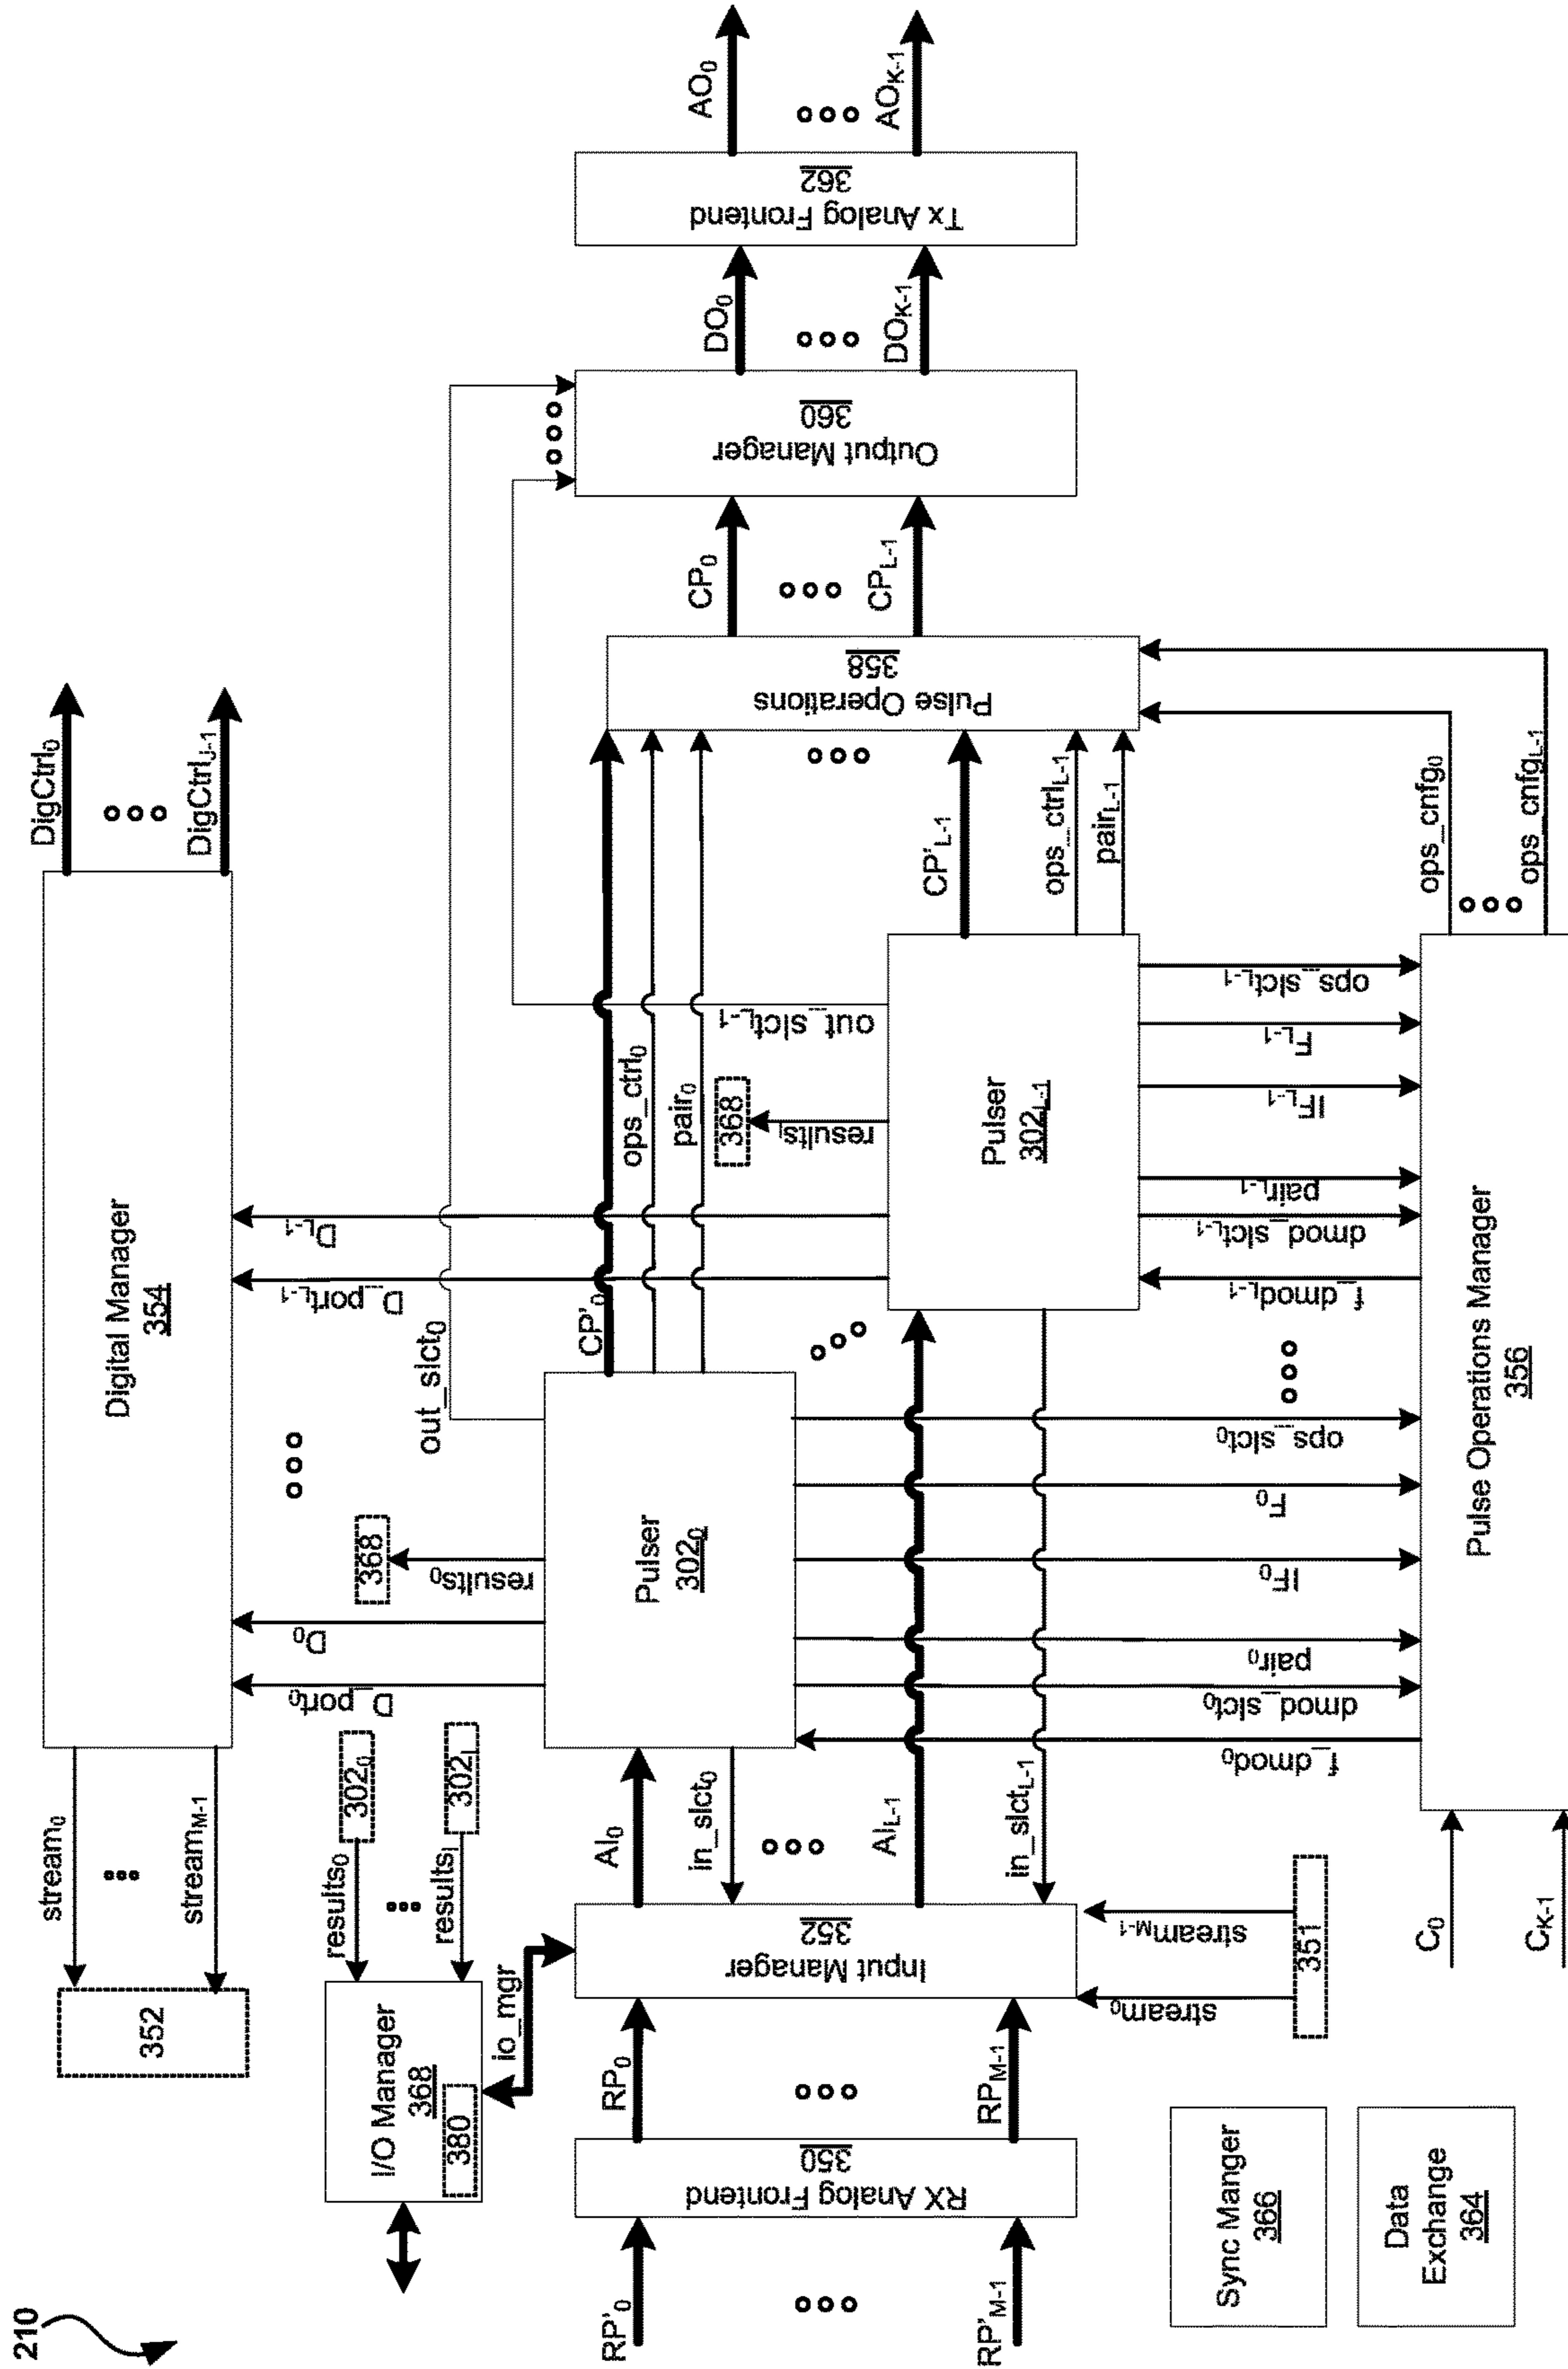 210
DigCtrl0
DigCtrlJ-1
Digital Manager
354
stream0
streamM-1
352
I/O Manager
368
380
results0
resultsl
3020
302l
io_mgr
D_port0
D0
results0
368
D_portL-1
DL-1
resultsl
368
out_slct0
out_slctL-1
RP'0
RP'M-1
RX Analog Frontend
350
RP0
RPM-1
Input Manager
352
stream0
streamM-1
351
AI0
in_slct0
AIL-1
in_slctL-1
Pulser
3020
CP'0
ops_ctrl0
pair0
Pulser
302L-1
CP'L-1
ops_ctrlL-1
pairL-1
Pulse Operations
358
CP0
CPL-1
Output Manager
360
DO0
DOK-1
Tx Analog Frontend
362
AO0
AOK-1
f_dmod0
dmod_slct0
pair0
IF0
F0
ops_slct0
f_dmodL-1
dmod_slctL-1
pairL-1
IFL-1
FL-1
ops_slctL-1
Pulse Operations Manager
356
C0
CK-1
ops_cnfg0
ops_cnfgL-1
Sync Manger
366
Data
Exchange
364